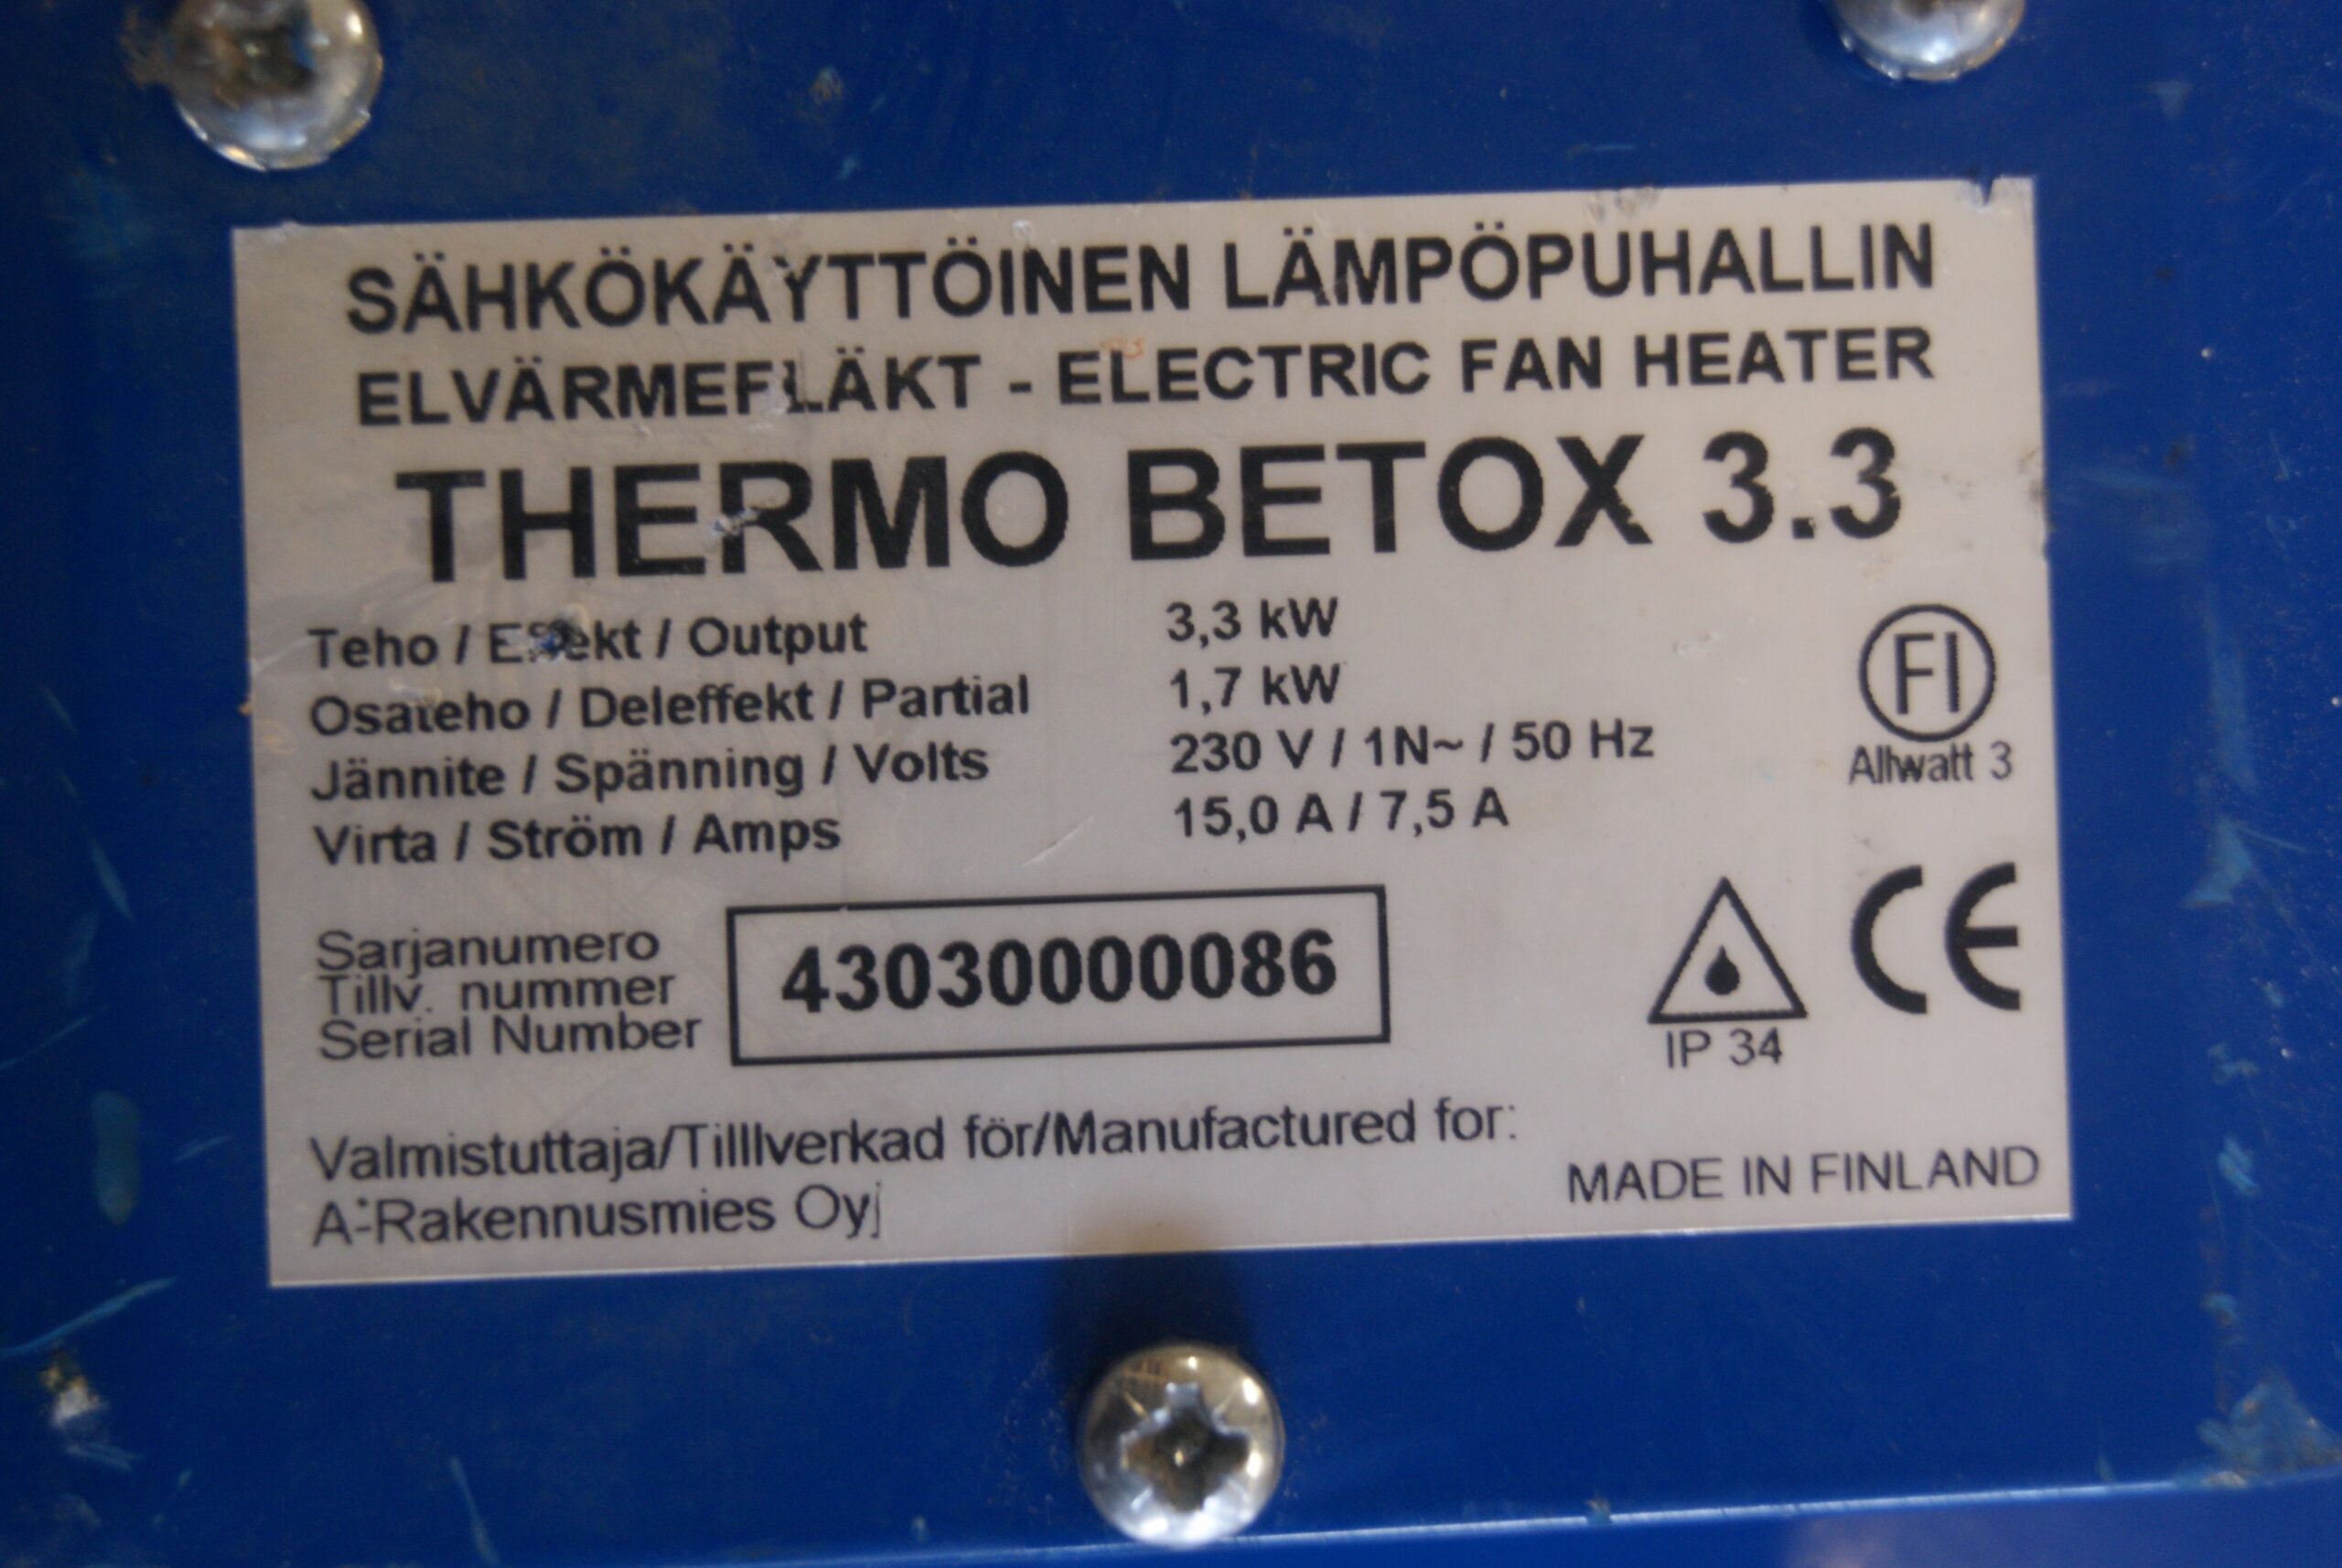 SÄHKÖKÄYTTÖINEN LÄMPÖPUHALLIN
ELVÄRMEFLÄKT - ELECTRIC FAN HEATER
THERMO BETOX 3.3
Teho / Effekt / Output 3,3 kW
Osateho / Deleffekt / Partial 1,7 kW
Jännite / Spänning / Volts 230 V / 1N~ / 50 Hz
Virta / Ström / Amps 15,0 A / 7,5 A
FI
Allwatt 3
Sarjanumero
Tillv. nummer
Serial Number
43030000086
IP 34
CE
Valmistuttaja/Tilllverkad för/Manufactured for:
A-Rakennusmies Oyj
MADE IN FINLAND